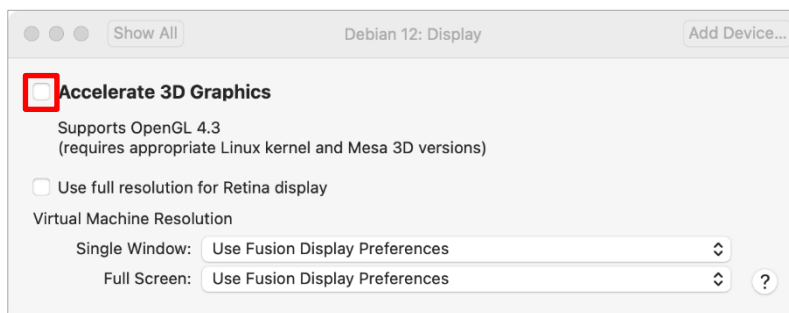 Show All Debian 12: Display Add Device...
Accelerate 3D Graphics
Supports OpenGL 4.3
(requires appropriate Linux kernel and Mesa 3D versions)
Use full resolution for Retina display
Virtual Machine Resolution
Single Window: Use Fusion Display Preferences
Full Screen: Use Fusion Display Preferences ?